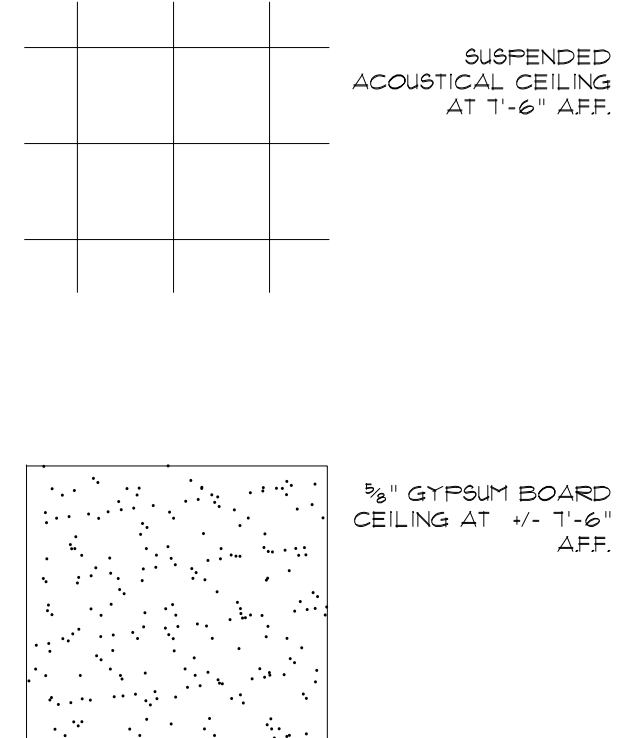 SUSPENDED
ACOUSTICAL CEILING
AT 7'-6" A.F.F.
5/8" GYPSUM BOARD
CEILING AT +/- 7'-6"
A.F.F.